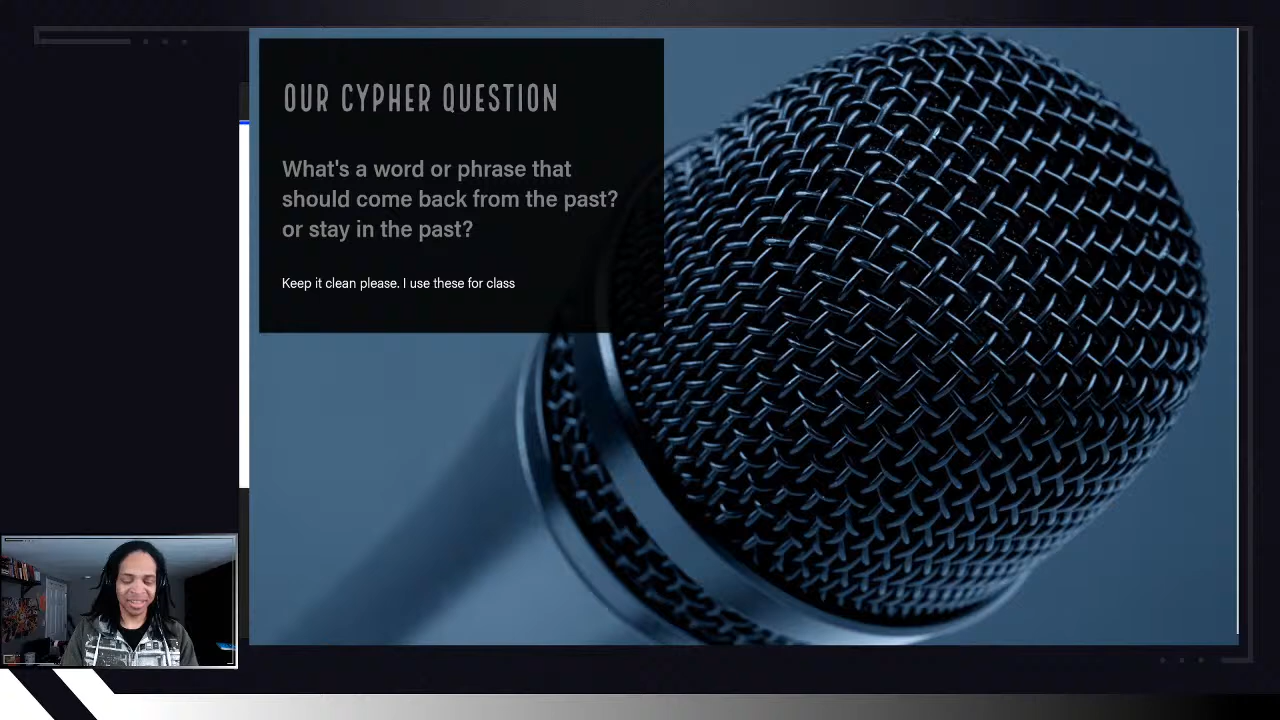 OUR CYPHER QUESTION
What's a word or phrase that
should come back from the past?
or stay in the past?
Keep it clean please. I use these for class